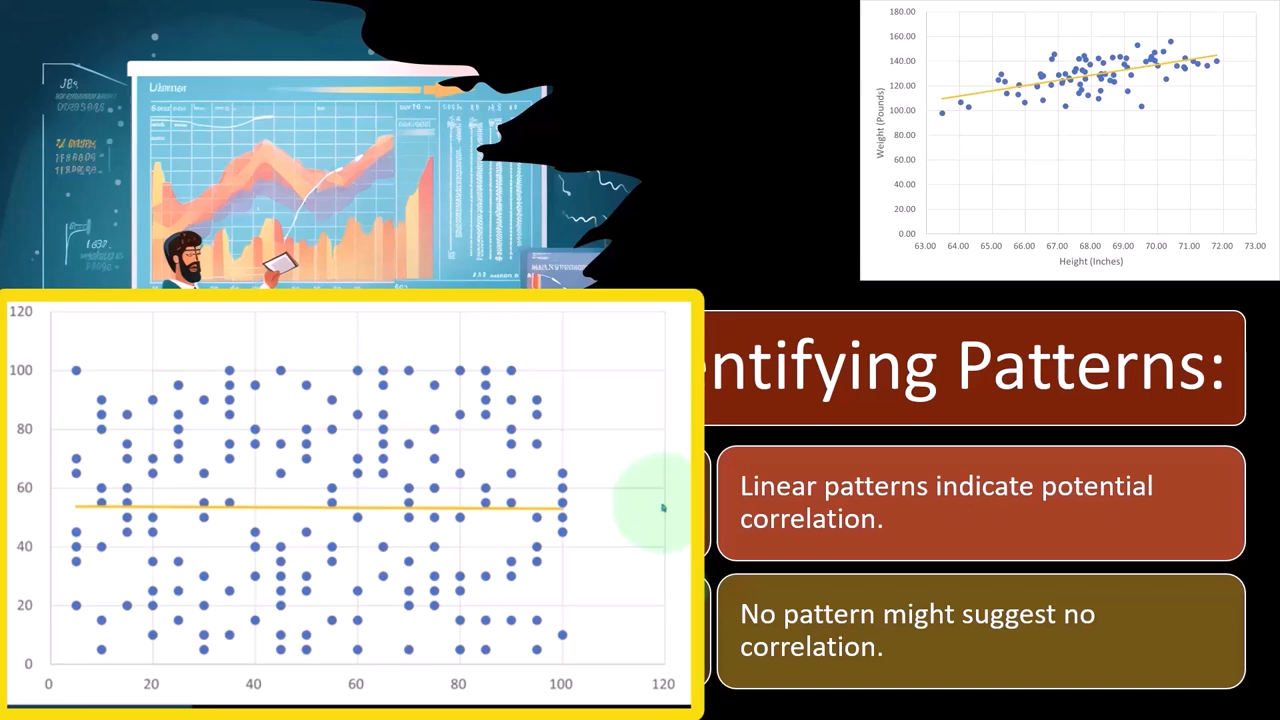 180.00
160.00
140.00
120.00
100.00
80.00
60.00
40.00
20.00
0.00
Weight (Pounds)
63.00 64.00 65.00 66.00 67.00 68.00 69.00 70.00 71.00 72.00 73.00
Height (Inches)
entifying Patterns:
Linear patterns indicate potential
correlation.
No pattern might suggest no
correlation.
120
100
80
60
40
20
0
0 20 40 60 80 100 120